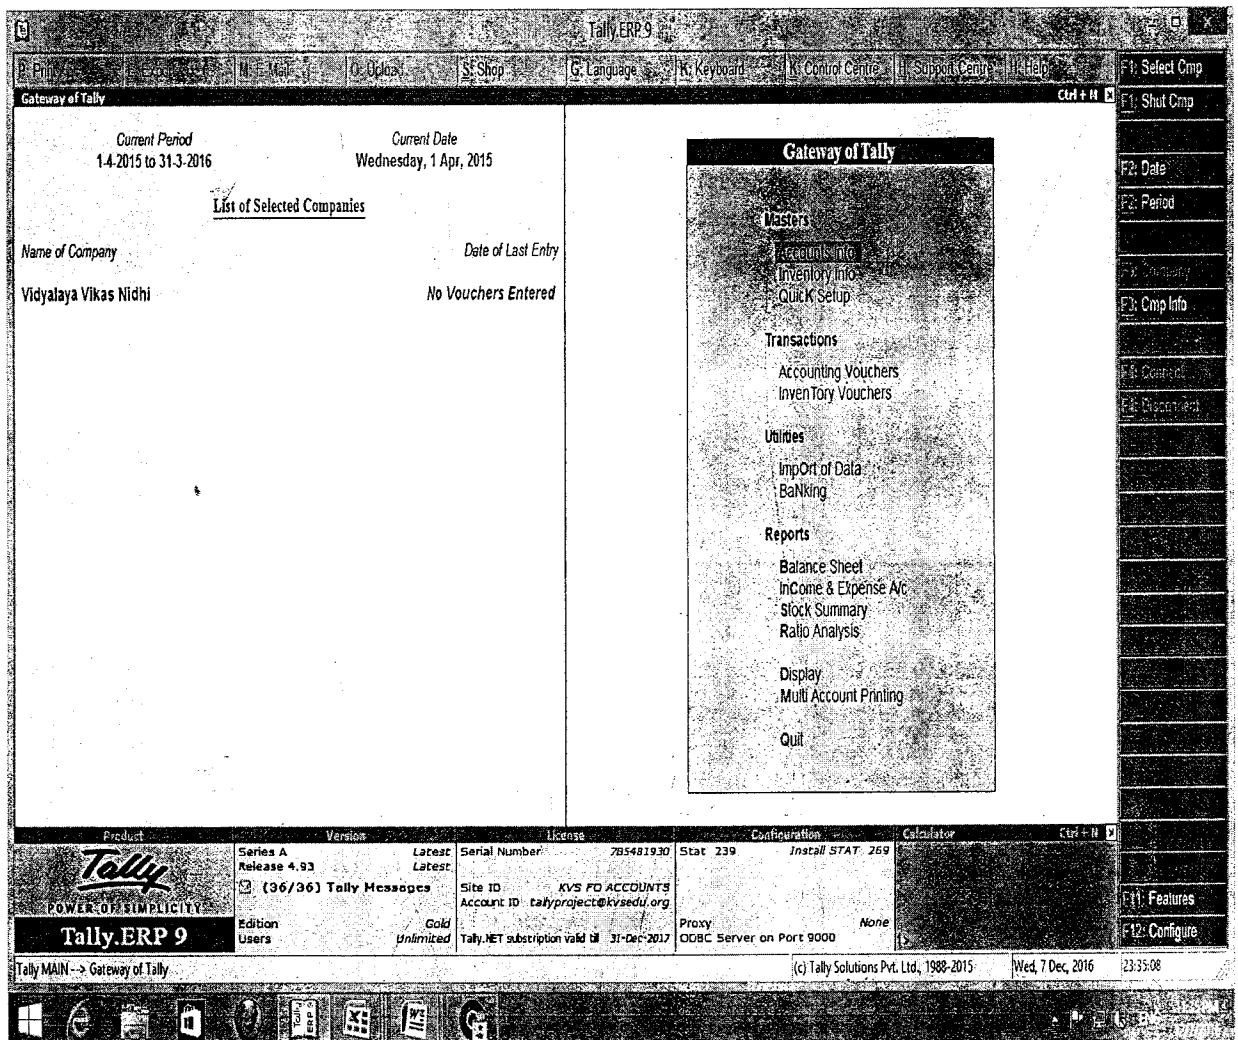 Tally.ERP 9
P: Print
M: E-Mail
O: Upload
S: Shop
G: Language
K: Keyboard
K: Control Centre
H: Support Centre
H: Help
F1: Select Cmp
Gateway of Tally
Ctrl + N
F1: Shut Cmp
Current Period
1-4-2015 to 31-3-2016
Current Date
Wednesday, 1 Apr, 2015
List of Selected Companies
Name of Company
Date of Last Entry
Vidyalaya Vikas Nidhi
No Vouchers Entered
Gateway of Tally
Masters
Accounts Info
Inventory Info
QuicK Setup
Transactions
Accounting Vouchers
InvenTory Vouchers
Utilities
ImpOrt of Data
BaNking
Reports
Balance Sheet
InCome & Expense A/c
Stock Summary
Ratio Analysis
Display
Multi Account Printing
Quit
F2: Date
F2: Period
F3: Company
F3: Cmp Info
F4: Connect
F4: Disconnect
F11: Features
F12: Configure
Product
Tally
POWER OF SIMPLICITY
Tally.ERP 9
Version
Series A Latest
Release 4.93 Latest
(36/36) Tally Messages
Edition Gold
Users Unlimited
License
Serial Number 785481930
Site ID KVS FO ACCOUNTS
Account ID tallyproject@kvsedu.org
Tally.NET subscription valid till 31-Dec-2017
Configuration
Stat 239 Install STAT 269
Proxy None
ODBC Server on Port 9000
Calculator
Ctrl + N
Tally MAIN --> Gateway of Tally
(c) Tally Solutions Pvt. Ltd., 1988-2015
Wed, 7 Dec, 2016
23:35:08